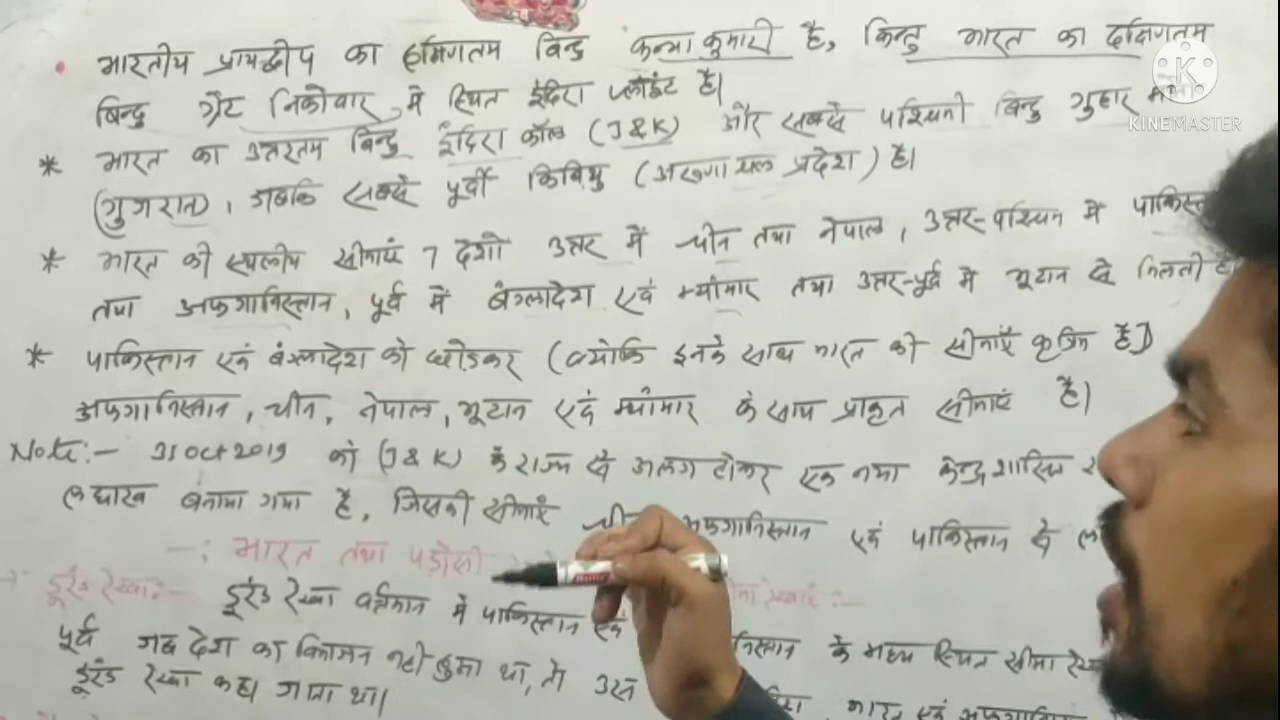 भारतीय प्रायद्वीप का दक्षिणतम बिन्दु कन्याकुमारी है, किन्तु भारत का दक्षिणतम
बिन्दु ग्रेट निकोबार में स्थित इंदिरा प्वाइंट है।
* भारत का उत्तरतम बिन्दु इंदिरा कॉल (J&K) और सबसे पश्चिमी बिन्दु गुहार
(गुजरात), जबकि सबसे पूर्वी किबिथु (अरुणाचल प्रदेश) है।
* भारत की स्थलीय सीमाएं 7 देशों उत्तर में चीन तथा नेपाल, उत्तर-पश्चिम में
तथा अफगानिस्तान, पूर्व में बंग्लादेश एवं म्यांमार तथा उत्तर-पूर्व में भूटान से मिलती
* पाकिस्तान एवं बंग्लादेश को छोड़कर (क्योंकि इनके साथ भारत की सीमाएँ कृत्रिम है)
अफगानिस्तान, चीन, नेपाल, भूटान एवं म्यांमार के साथ प्राकृत सीमाएं है।
Note:- 31 Oct 2019 को (J&K) के राज्य से अलग होकर एक नया केन्द्रशासित
लद्दाख बनाया गया है, जिसकी सीमाएँ अफगानिस्तान एवं पाकिस्तान से
-: भारत तथा पड़ोसी रेखाएं:-
डूरंड रेखा:- डूरंड रेखा वर्तमान में पाकिस्तान एवं के मध्य स्थित सीमा
पूर्व जब देश का विभाजन नही हुआ था, तो उस भारत एवं
डूरंड रेखा कहा जाता था।
KINEMASTER